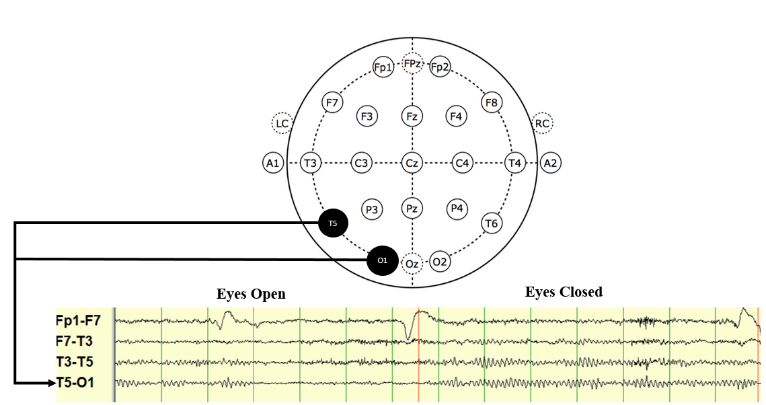 Fp1 FPz Fp2
F7 F3 Fz F4 F8
LC RC
A1 T3 C3 Cz C4 T4 A2
P3 Pz P4
T5 T6
O1 Oz O2
Eyes Open Eyes Closed
Fp1-F7
F7-T3
T3-T5
T5-O1